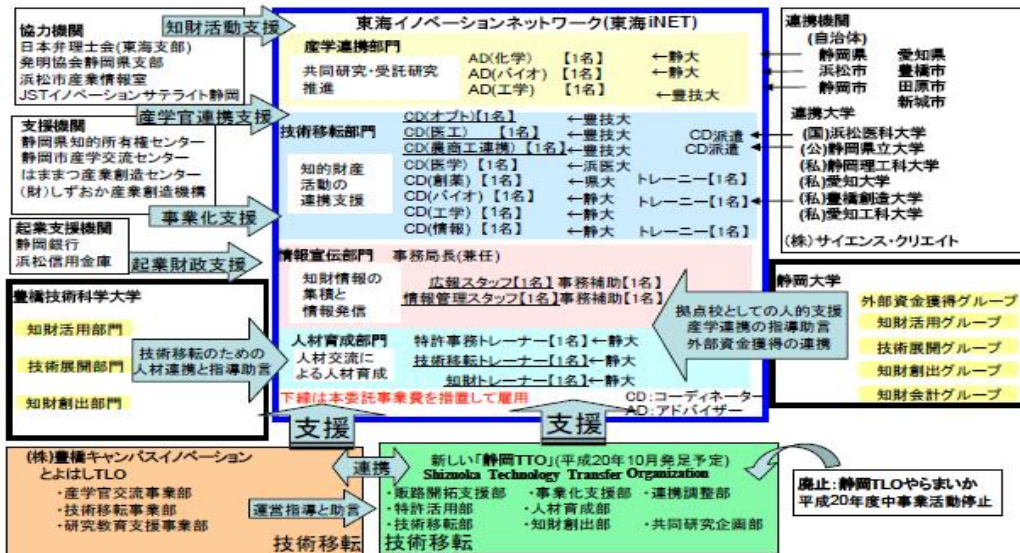 協力機関
日本弁理士会(東海支部)
発明協会静岡県支部
浜松市産業情報室
JSTイノベーションサテライト静岡
支援機関
静岡県知的所有権センター
静岡市産学交流センター
はままつ産業創造センター
(財)しずおか産業創造機構
起業支援機関
静岡銀行
浜松信用金庫
知財活動支援
産学官連携支援
事業化支援
起業財政支援
東海イノベーションネットワーク(東海iNET)
産学連携部門
共同研究・受託研究
推進
AD(化学) 【1名】 ←静大
AD(バイオ) 【1名】 ←静大
AD(工学) 【1名】 ←豊技大
技術移転部門
知的財産
活動の
連携支援
CD(オプト)【1名】 ←豊技大
CD(医工) 【1名】 ←豊技大 CD派遣
CD(農商工連携)【1名】 ←豊技大 CD派遣
CD(医学) 【1名】 ←浜医大
CD(創薬) 【1名】 ←県大 トレーニー【1名】
CD(バイオ)【1名】 ←静大
CD(工学) 【1名】 ←静大 トレーニー【1名】
CD(情報) 【1名】 ←静大 トレーニー【1名】
情報宣伝部門 事務局長(兼任)
知財情報の
集積と
情報発信
広報スタッフ【1名】事務補助【1名】
情報管理スタッフ【1名】事務補助【1名】
人材育成部門
人材交流に
よる人材育成
特許事務トレーナー【1名】←静大
技術移転トレーナー【1名】←静大
知財トレーナー【1名】←静大
下線は本委託事業費を措置して雇用
CD:コーディネーター
AD:アドバイザー
連携機関
(自治体)
静岡県 愛知県
浜松市 豊橋市
静岡市 田原市
新城市
連携大学
(国)浜松医科大学
(公)静岡県立大学
(私)静岡理工科大学
(私)愛知大学
(私)豊橋創造大学
(私)愛知工科大学
(株)サイエンス・クリエイト
豊橋技術科学大学
知財活用部門
技術展開部門
知財創出部門
技術移転のための
人材連携と指導助言
拠点校としての人的支援
産学連携の指導助言
外部資金獲得の連携
静岡大学
外部資金獲得グループ
知財活用グループ
技術展開グループ
知財創出グループ
知財会計グループ
支援
支援
(株)豊橋キャンパスイノベーション
とよはしTLO
・産学官交流事業部
・技術移転事業部
・研究教育支援事業部
技術移転
連携
運営指導と助言
新しい「静岡TTO」(平成20年10月発足予定)
Shizuoka Technology Transfer Organization
・販路開拓支援部 ・事業化支援部 ・連携調整部
・特許活用部 ・人材育成部
・技術移転部 ・知財創出部 ・共同研究企画部
技術移転
廃止:静岡TLOやらまいか
平成20年度中事業活動停止